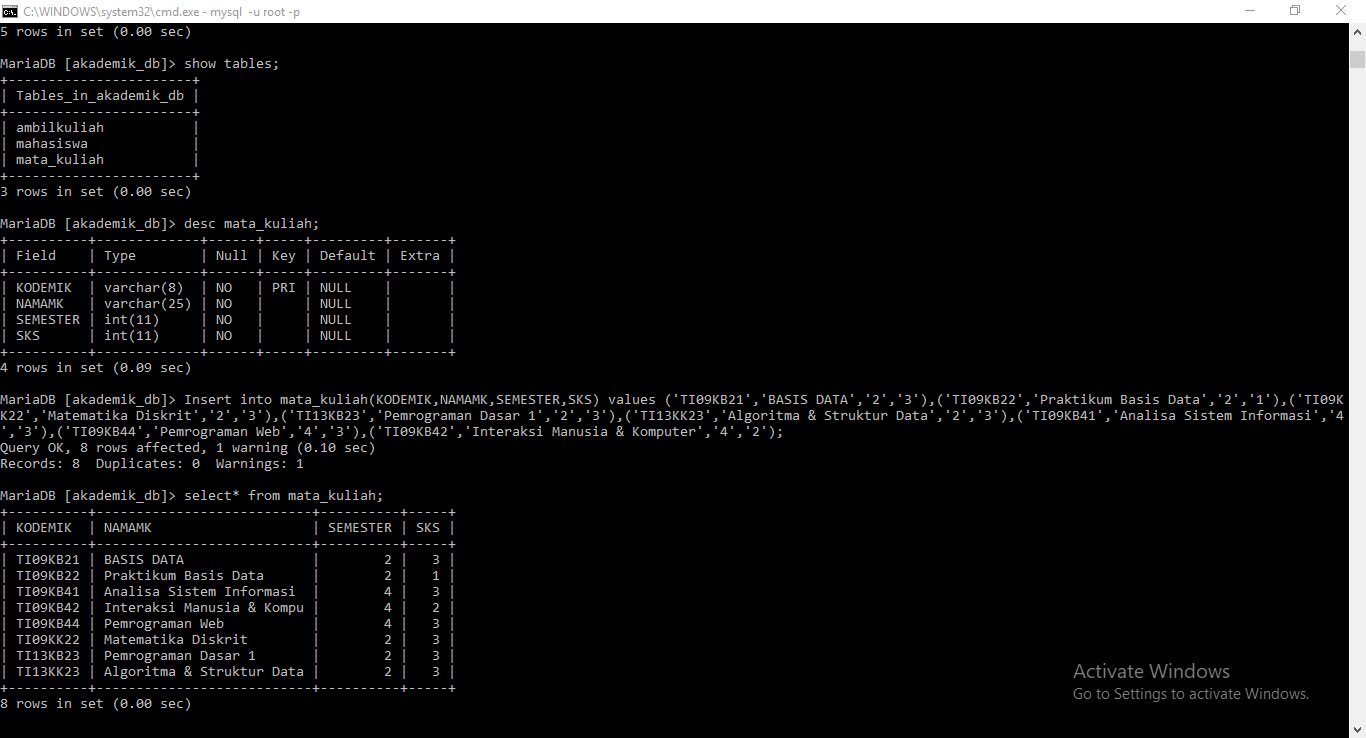 C:\WINDOWS\system32\cmd.exe - mysql  -u root -p
5 rows in set (0.00 sec)

MariaDB [akademik_db]> show tables;
+-----------------------+
| Tables_in_akademik_db |
+-----------------------+
| ambilkuliah           |
| mahasiswa             |
| mata_kuliah           |
+-----------------------+
3 rows in set (0.00 sec)

MariaDB [akademik_db]> desc mata_kuliah;
+----------+-------------+------+-----+---------+-------+
| Field    | Type        | Null | Key | Default | Extra |
+----------+-------------+------+-----+---------+-------+
| KODEMIK  | varchar(8)  | NO   | PRI | NULL    |       |
| NAMAMK   | varchar(25) | NO   |     | NULL    |       |
| SEMESTER | int(11)     | NO   |     | NULL    |       |
| SKS      | int(11)     | NO   |     | NULL    |       |
+----------+-------------+------+-----+---------+-------+
4 rows in set (0.09 sec)

MariaDB [akademik_db]> Insert into mata_kuliah(KODEMIK,NAMAMK,SEMESTER,SKS) values ('TI09KB21','BASIS DATA','2','3'),('TI09KB22','Praktikum Basis Data','2','1'),('TI09K
K22','Matematika Diskrit','2','3'),('TI13KB23','Pemrograman Dasar 1','2','3'),('TI13KK23','Algoritma & Struktur Data','2','3'),('TI09KB41','Analisa Sistem Informasi','4
','3'),('TI09KB44','Pemrograman Web','4','3'),('TI09KB42','Interaksi Manusia & Komputer','4','2');
Query OK, 8 rows affected, 1 warning (0.10 sec)
Records: 8  Duplicates: 0  Warnings: 1

MariaDB [akademik_db]> select* from mata_kuliah;
+----------+---------------------------+----------+-----+
| KODEMIK  | NAMAMK                    | SEMESTER | SKS |
+----------+---------------------------+----------+-----+
| TI09KB21 | BASIS DATA                |        2 |   3 |
| TI09KB22 | Praktikum Basis Data      |        2 |   1 |
| TI09KB41 | Analisa Sistem Informasi  |        4 |   3 |
| TI09KB42 | Interaksi Manusia & Kompu |        4 |   2 |
| TI09KB44 | Pemrograman Web           |        4 |   3 |
| TI09KK22 | Matematika Diskrit        |        2 |   3 |
| TI13KB23 | Pemrograman Dasar 1       |        2 |   3 |
| TI13KK23 | Algoritma & Struktur Data |        2 |   3 |
+----------+---------------------------+----------+-----+
8 rows in set (0.00 sec)
Activate Windows
Go to Settings to activate Windows.